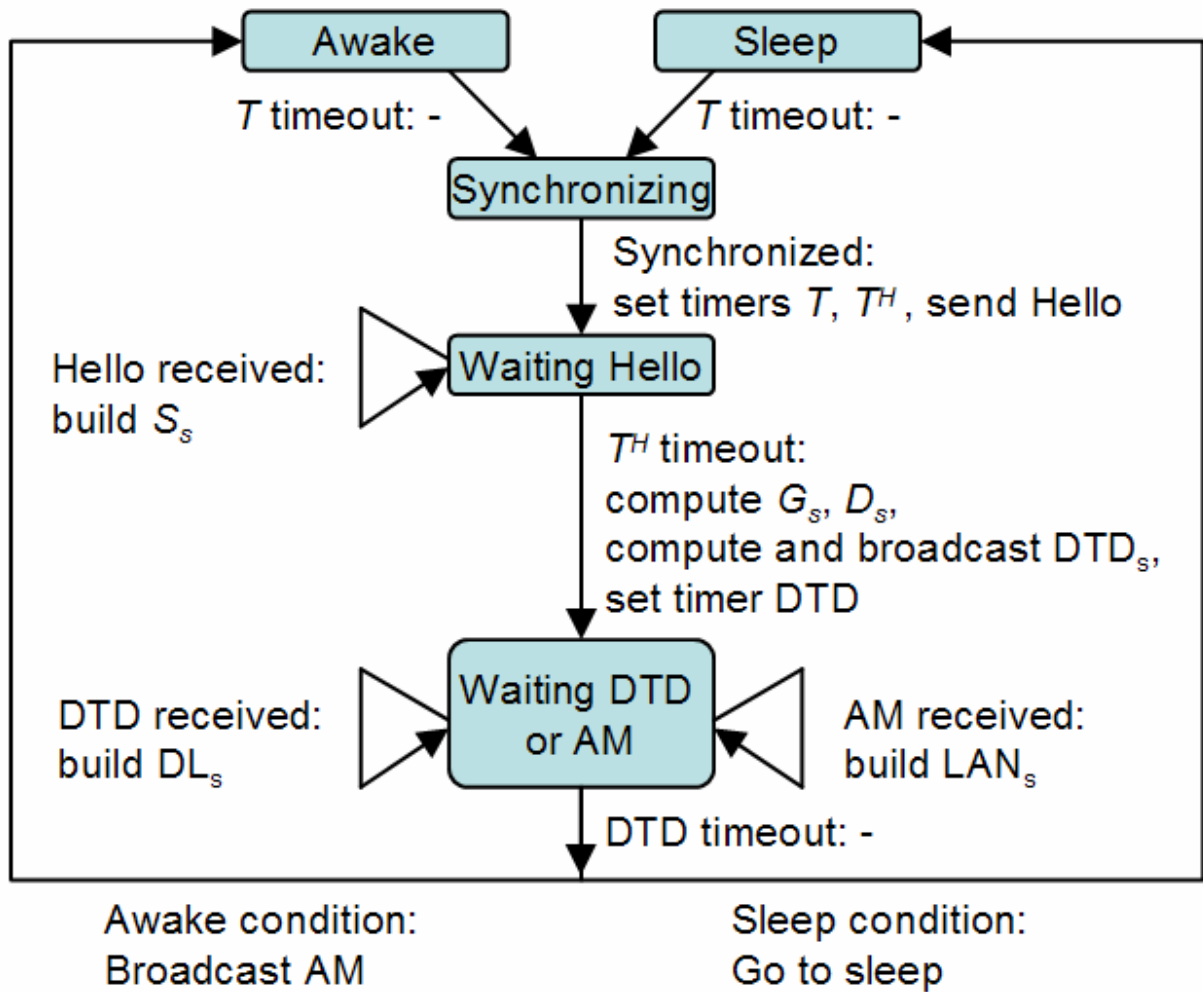 Awake
Sleep
T timeout: -
T timeout: -
Synchronizing
Synchronized:
set timers T, Tᴴ, send Hello
Waiting Hello
Hello received:
build Sₛ
Tᴴ timeout:
compute Gₛ, Dₛ,
compute and broadcast DTDₛ,
set timer DTD
Waiting DTD
or AM
DTD received:
build DLₛ
AM received:
build LANₛ
DTD timeout: -
Awake condition:
Broadcast AM
Sleep condition:
Go to sleep